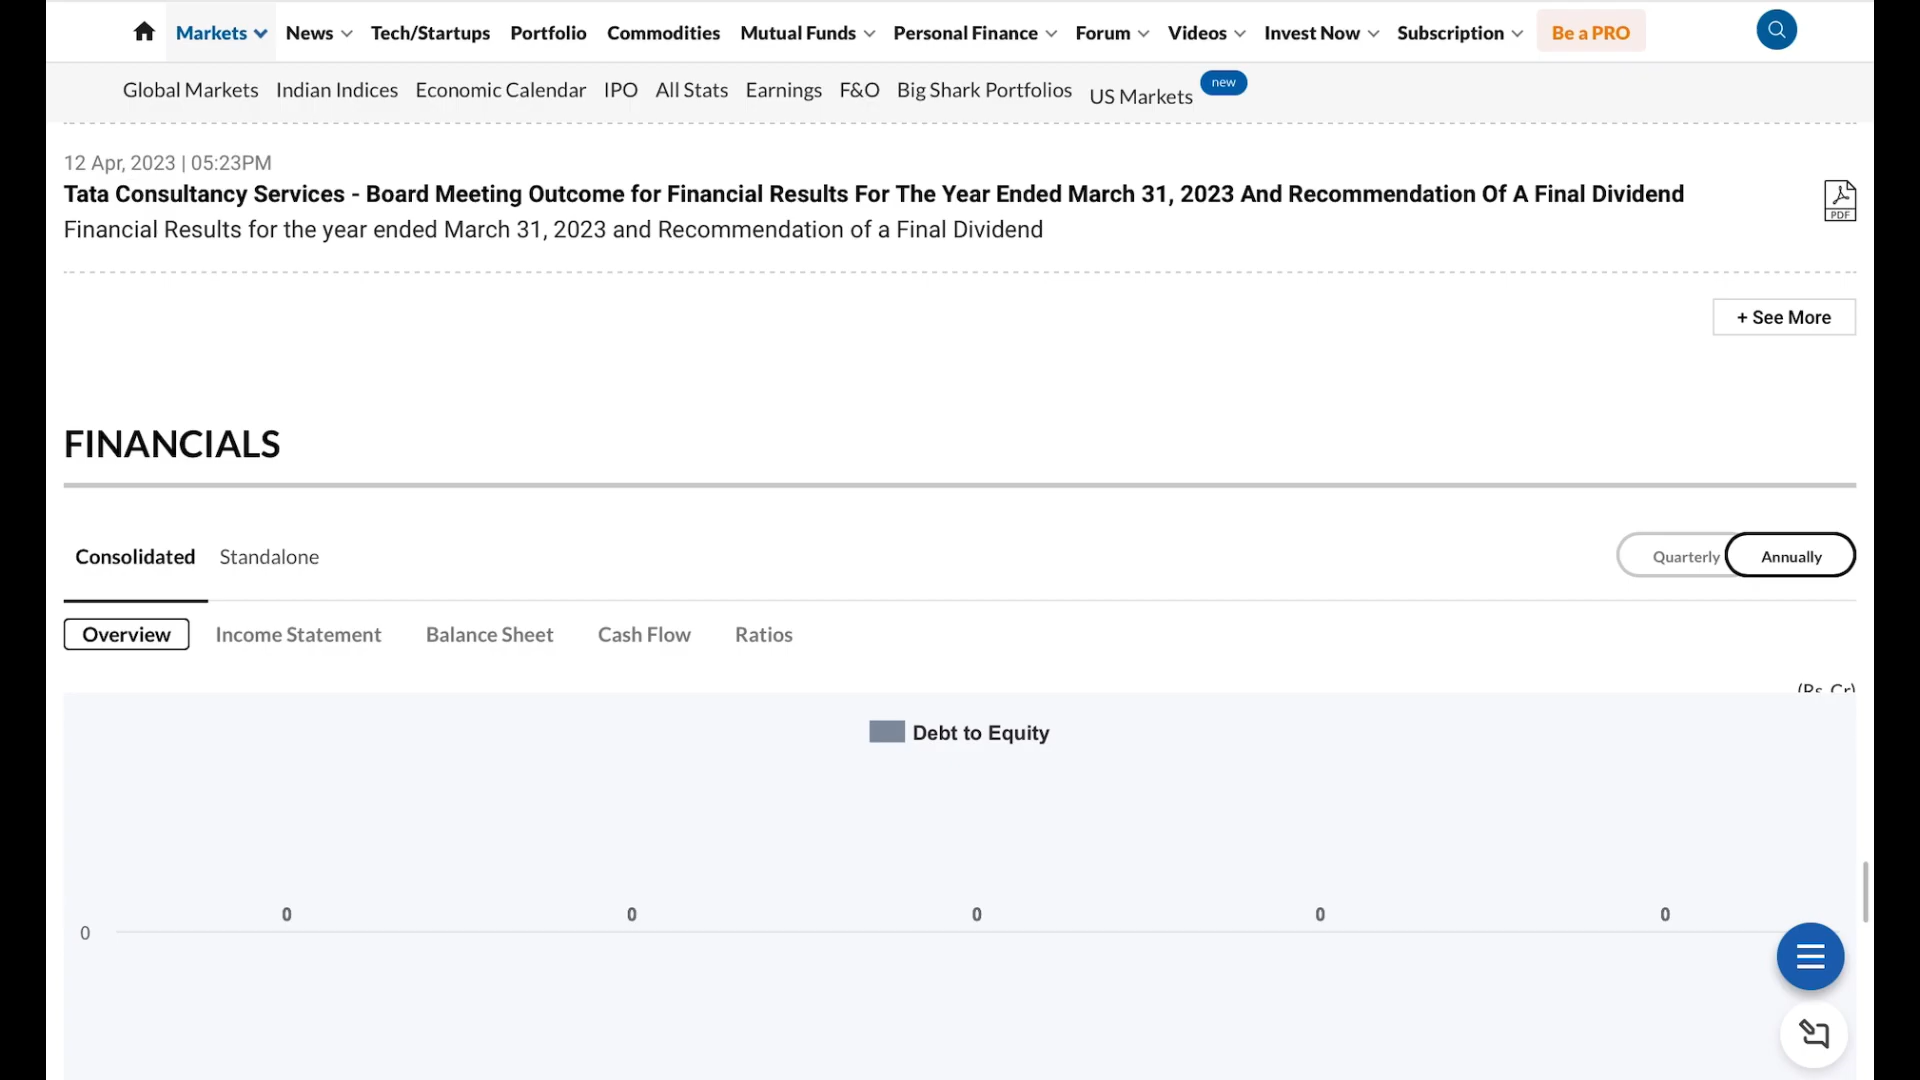 Markets News Tech/Startups Portfolio Commodities Mutual Funds Personal Finance Forum Videos Invest Now Subscription Be a PRO
Global Markets Indian Indices Economic Calendar IPO All Stats Earnings F&O Big Shark Portfolios US Markets new
12 Apr, 2023 | 05:23PM
Tata Consultancy Services - Board Meeting Outcome for Financial Results For The Year Ended March 31, 2023 And Recommendation Of A Final Dividend
PDF
Financial Results for the year ended March 31, 2023 and Recommendation of a Final Dividend
+ See More
FINANCIALS
Consolidated Standalone Quarterly Annually
Overview Income Statement Balance Sheet Cash Flow Ratios
(Rs. Cr)
Debt to Equity
0 0 0 0 0
0